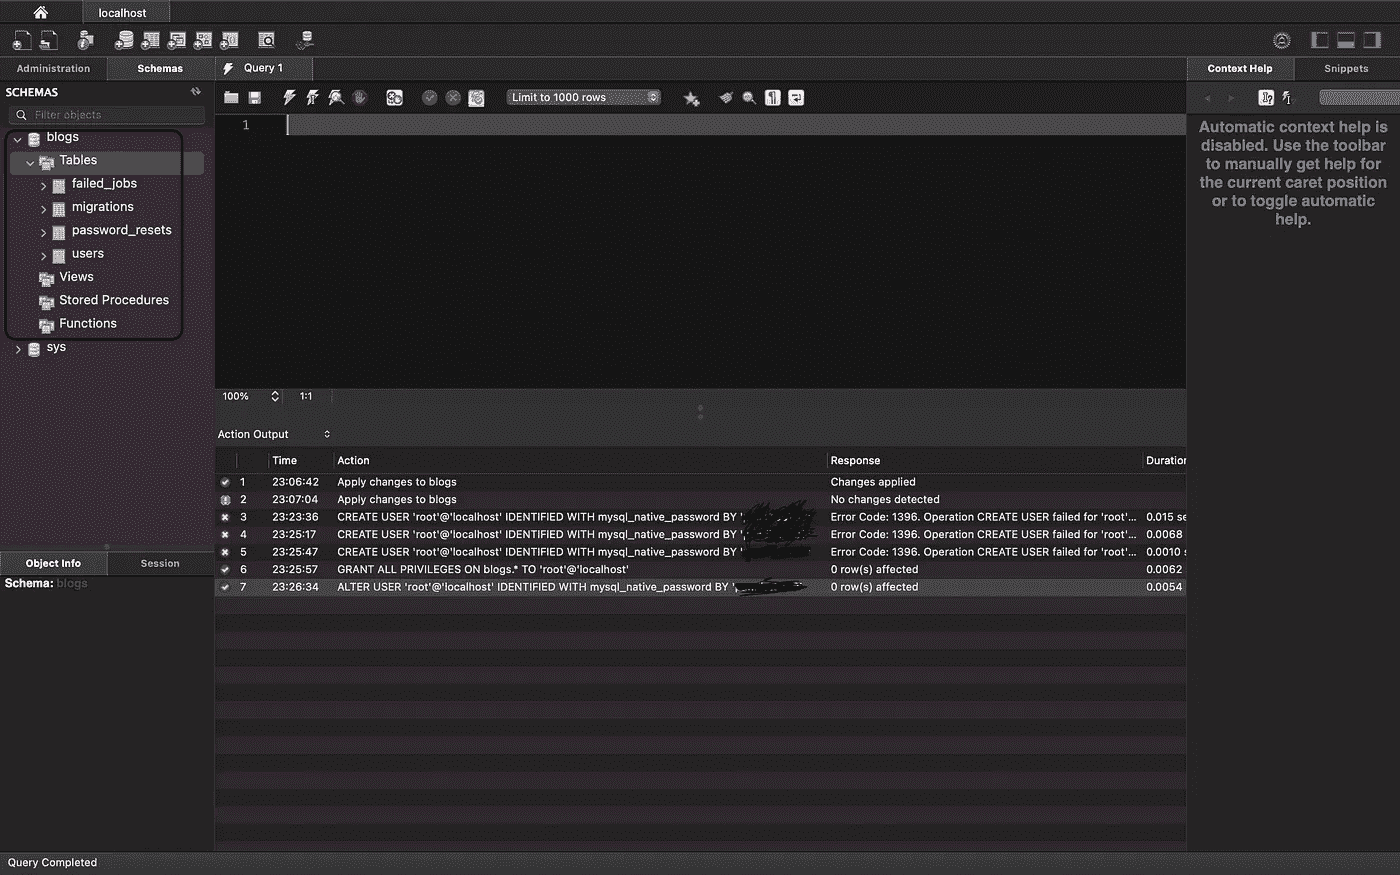 localhost
Administration Schemas
Query 1
Context Help Snippets
SCHEMAS
Filter objects
Limit to 1000 rows
blogs
Tables
failed_jobs
migrations
password_resets
users
Views
Stored Procedures
Functions
sys
1
Automatic context help is
disabled. Use the toolbar
to manually get help for
the current caret position
or to toggle automatic
help.
100% 1:1
Action Output
Time Action Response Duration
1 23:06:42 Apply changes to blogs Changes applied
2 23:07:04 Apply changes to blogs No changes detected
3 23:23:36 CREATE USER 'root'@'localhost' IDENTIFIED WITH mysql_native_password BY ' Error Code: 1396. Operation CREATE USER failed for 'root'... 0.015 se
4 23:25:17 CREATE USER 'root'@'localhost' IDENTIFIED WITH mysql_native_password BY ' Error Code: 1396. Operation CREATE USER failed for 'root'... 0.0068
5 23:25:47 CREATE USER 'root'@'localhost' IDENTIFIED WITH mysql_native_password BY ' Error Code: 1396. Operation CREATE USER failed for 'root'... 0.0010 s
6 23:25:57 GRANT ALL PRIVILEGES ON blogs.* TO 'root'@'localhost' 0 row(s) affected 0.0062
7 23:26:34 ALTER USER 'root'@'localhost' IDENTIFIED WITH mysql_native_password BY ' 0 row(s) affected 0.0054
Object Info Session
Schema: blogs
Query Completed